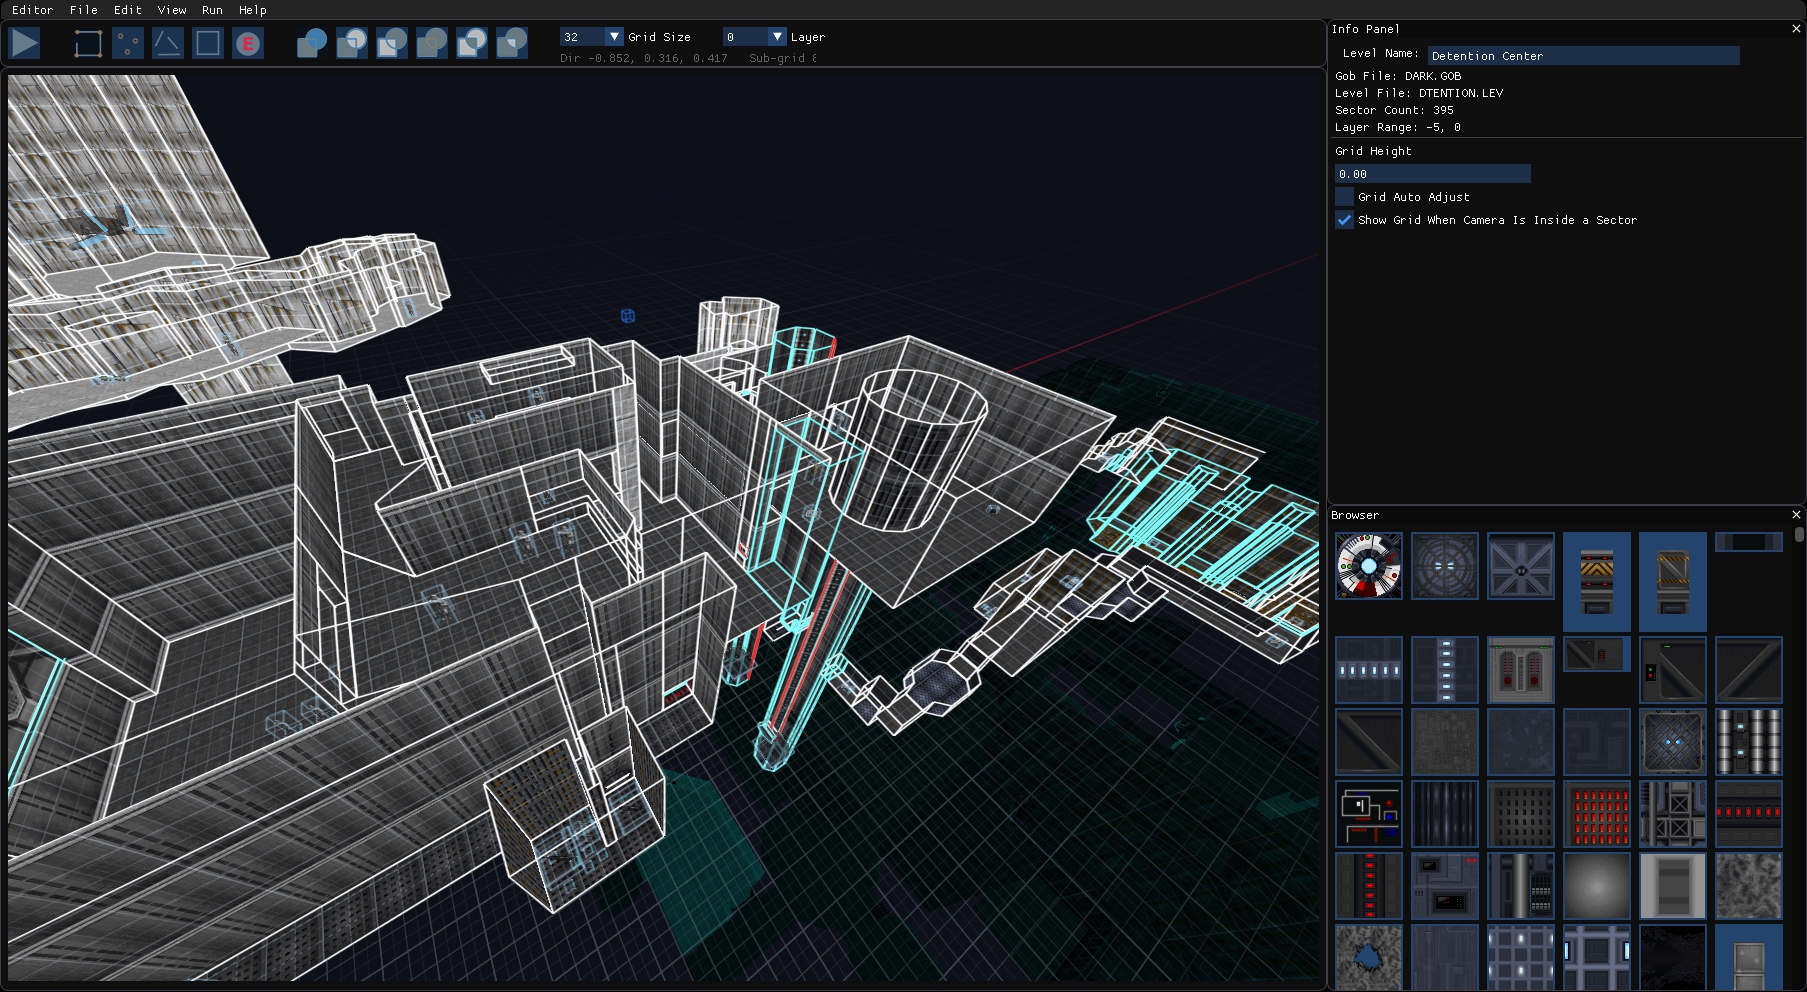 Editor File Edit View Run Help
E
32 Grid Size 0 Layer
Dir -0.852, 0.316, 0.417 Sub-grid
Info Panel
Level Name: Detention Center
Gob File: DARK.GOB
Level File: DTENTION.LEV
Sector Count: 395
Layer Range: -5, 0
Grid Height
0.00
Grid Auto Adjust
Show Grid When Camera Is Inside a Sector
Browser